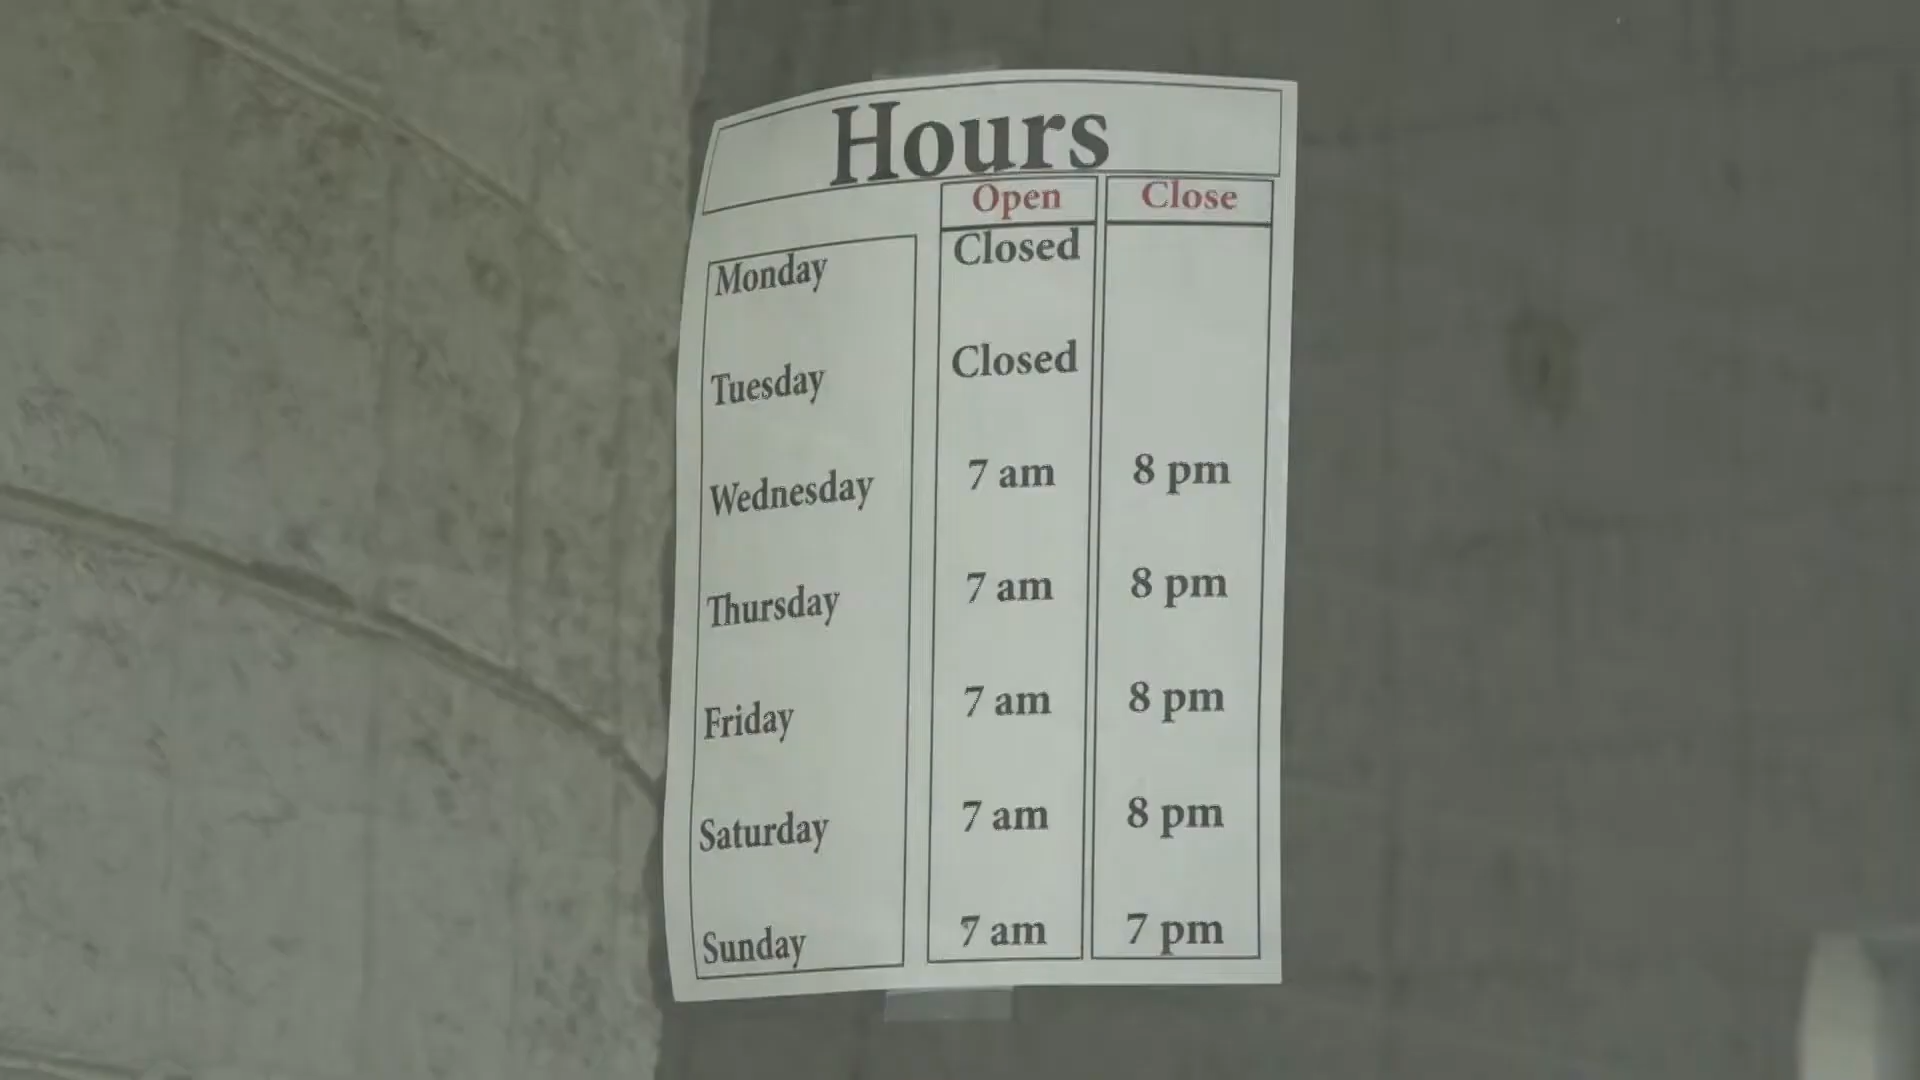 Hours
Open Close
Monday Closed
Tuesday Closed
Wednesday 7 am 8 pm
Thursday 7 am 8 pm
Friday 7 am 8 pm
Saturday 7 am 8 pm
Sunday 7 am 7 pm